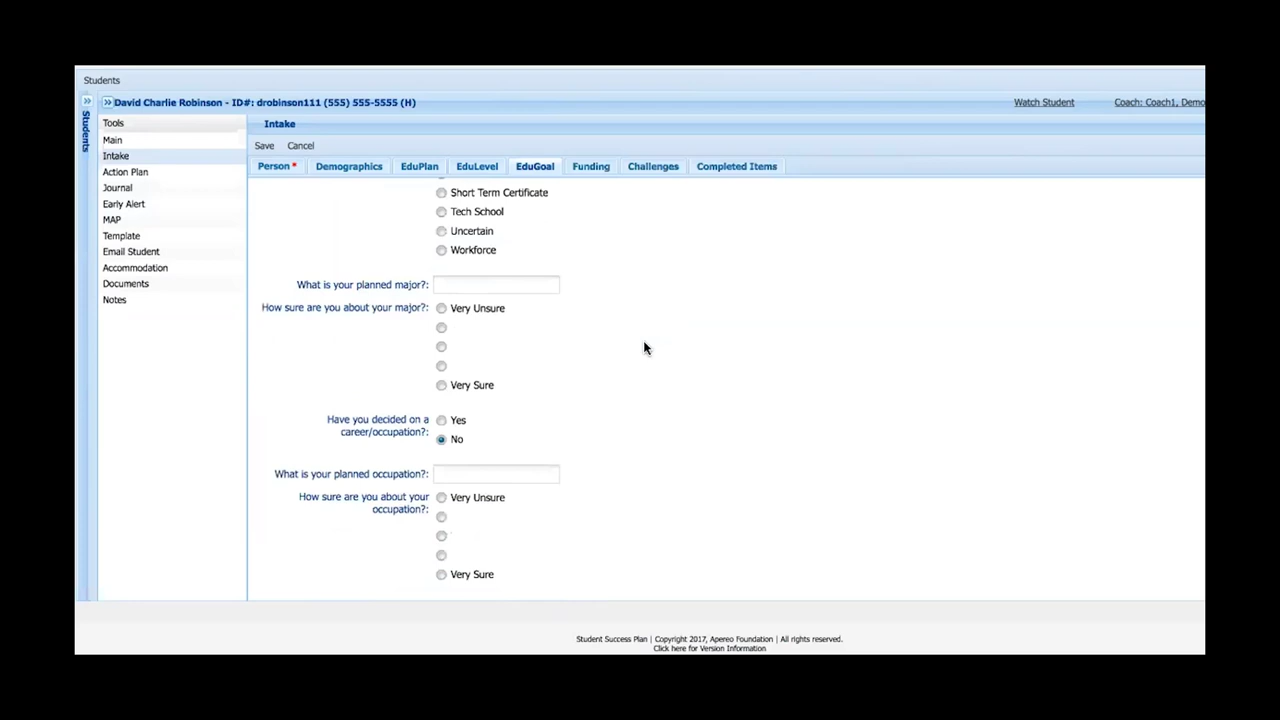 Students
David Charlie Robinson - ID#: drobinson111 (555) 555-5555 (H)
Watch Student
Coach: Coach1, Demo
Students
Tools
Main
Intake
Action Plan
Journal
Early Alert
MAP
Template
Email Student
Accommodation
Documents
Notes
Intake
Save Cancel
Person * Demographics EduPlan EduLevel EduGoal Funding Challenges Completed Items
Short Term Certificate
Tech School
Uncertain
Workforce
What is your planned major?:
How sure are you about your major?: Very Unsure
Very Sure
Have you decided on a
career/occupation?:
Yes
No
What is your planned occupation?:
How sure are you about your
occupation?:
Very Unsure
Very Sure
Student Success Plan | Copyright 2017, Apereo Foundation | All rights reserved.
Click here for Version Information